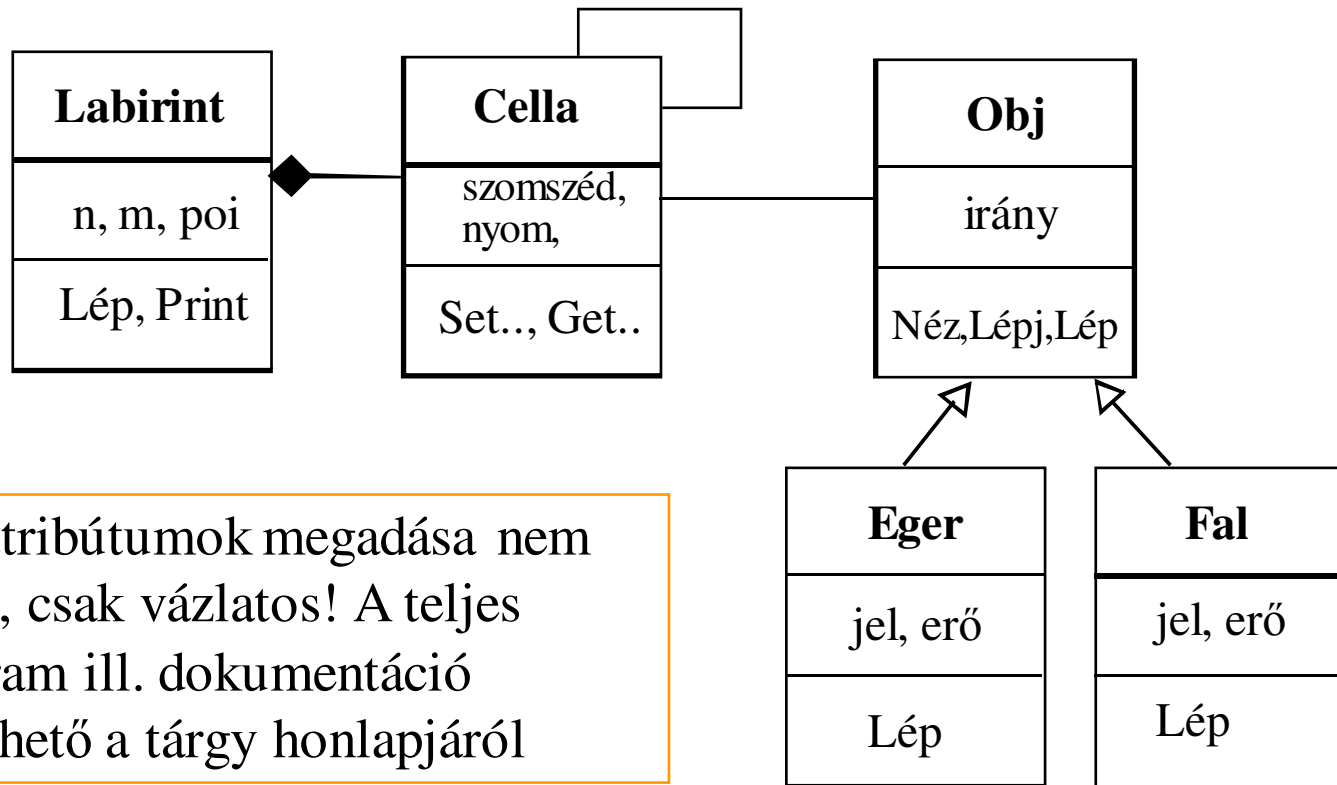 Labirint
n, m, poi
Lép, Print
Cella
szomszéd,
nyom,
Set.., Get..
Obj
irány
Néz,Lépj,Lép
Eger
jel, erő
Lép
Fal
jel, erő
Lép
tribútumok megadása nem
, csak vázlatos! A teljes
am ill. dokumentáció
hető a tárgy honlapjáról